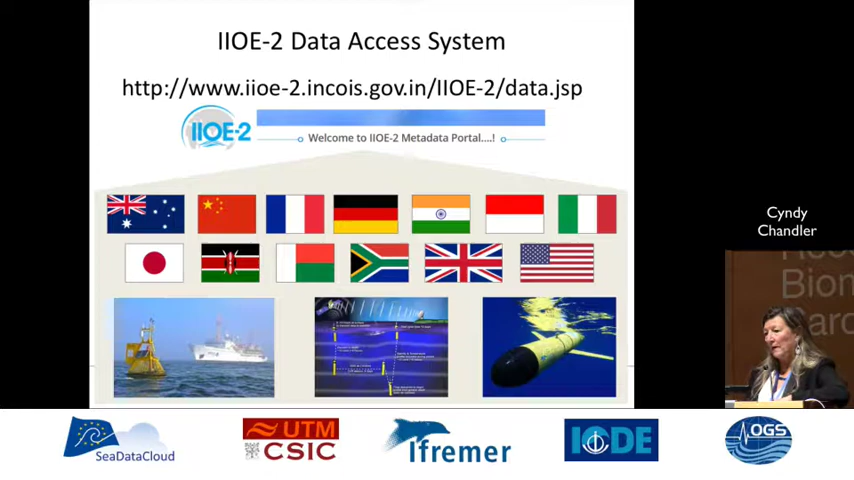 IIOE-2 Data Access System
http://www.iioe-2.incois.gov.in/IIOE-2/data.jsp
IIOE-2
Welcome to IIOE-2 Metadata Portal....!
Cyndy
Chandler
SeaDataCloud
UTM
CSIC
Ifremer
IODE
OGS